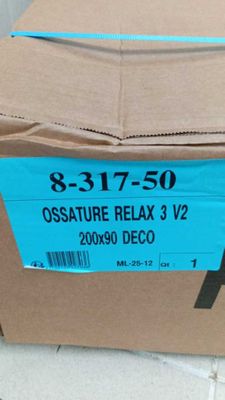 8-317-50
OSSATURE RELAX 3 V2
200x90 DECO
ML-25-12
Qt : 1